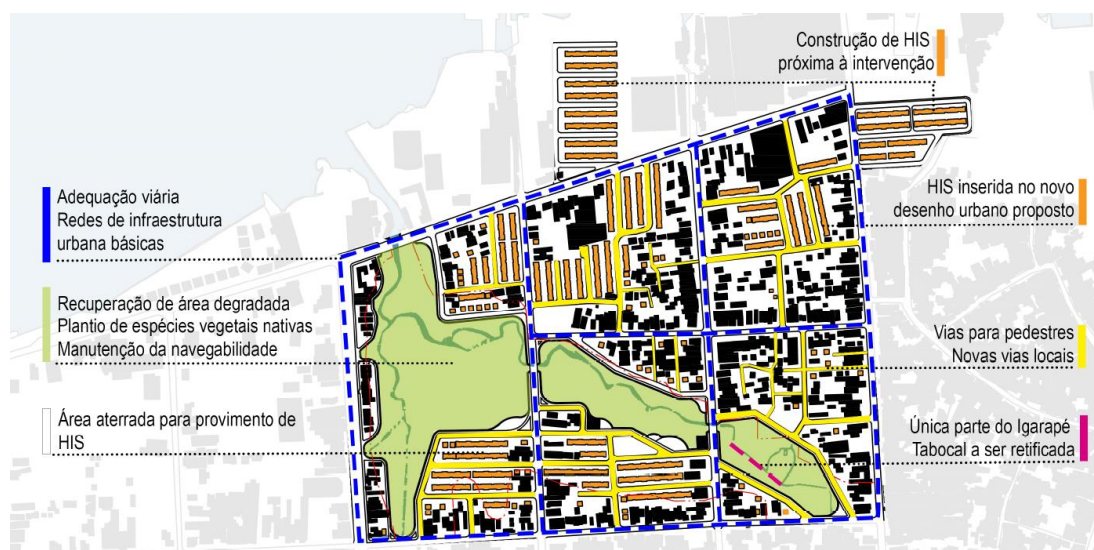 Construção de HIS
próxima à intervenção
Adequação viária
Redes de infraestrutura
urbana básicas
HIS inserida no novo
desenho urbano proposto
Recuperação de área degradada
Plantio de espécies vegetais nativas
Manutenção da navegabilidade
Vias para pedestres
Novas vias locais
Área aterrada para provimento de
HIS
Única parte do Igarapé
Tabocal a ser retificada